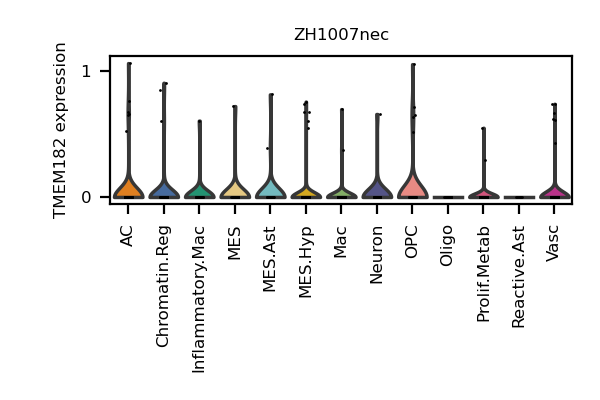 ZH1007nec
TMEM182 expression
1
0
AC
Chromatin.Reg
Inflammatory.Mac
MES
MES.Ast
MES.Hyp
Mac
Neuron
OPC
Oligo
Prolif.Metab
Reactive.Ast
Vasc